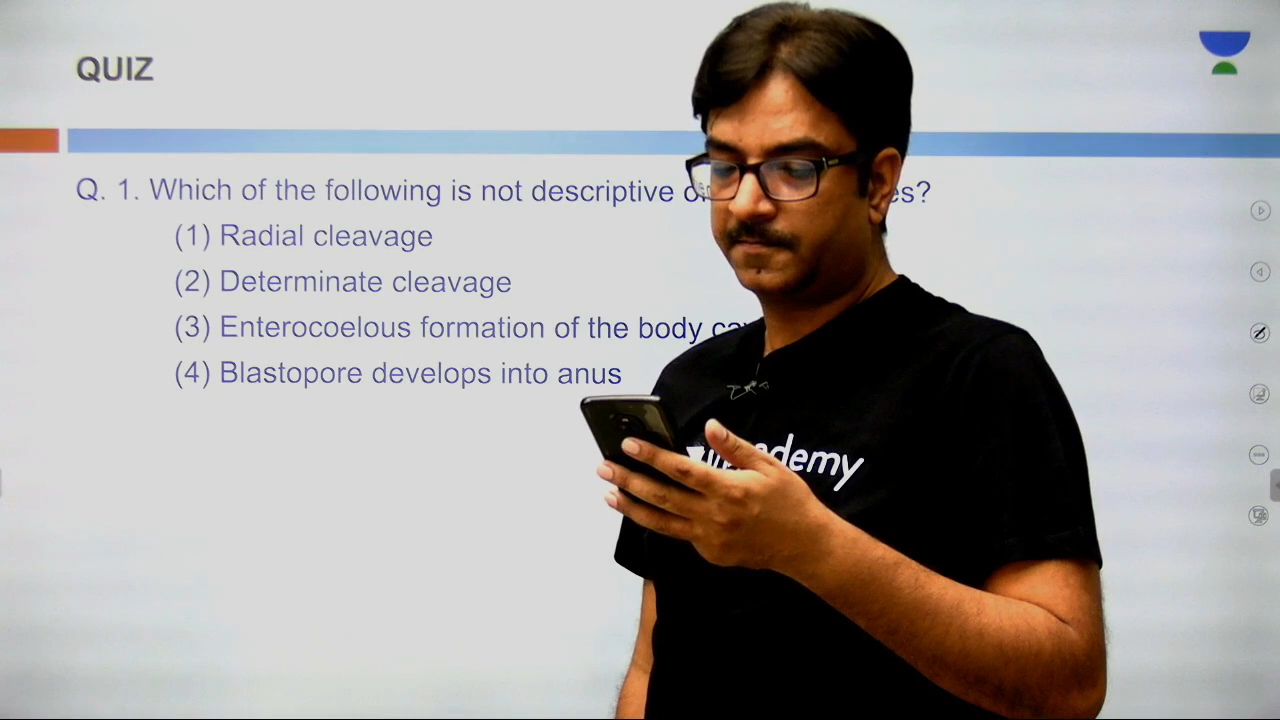 QUIZ
Q. 1. Which of the following is not descriptive es?
(1) Radial cleavage
(2) Determinate cleavage
(3) Enterocoelous formation of the body
(4) Blastopore develops into anus
demy